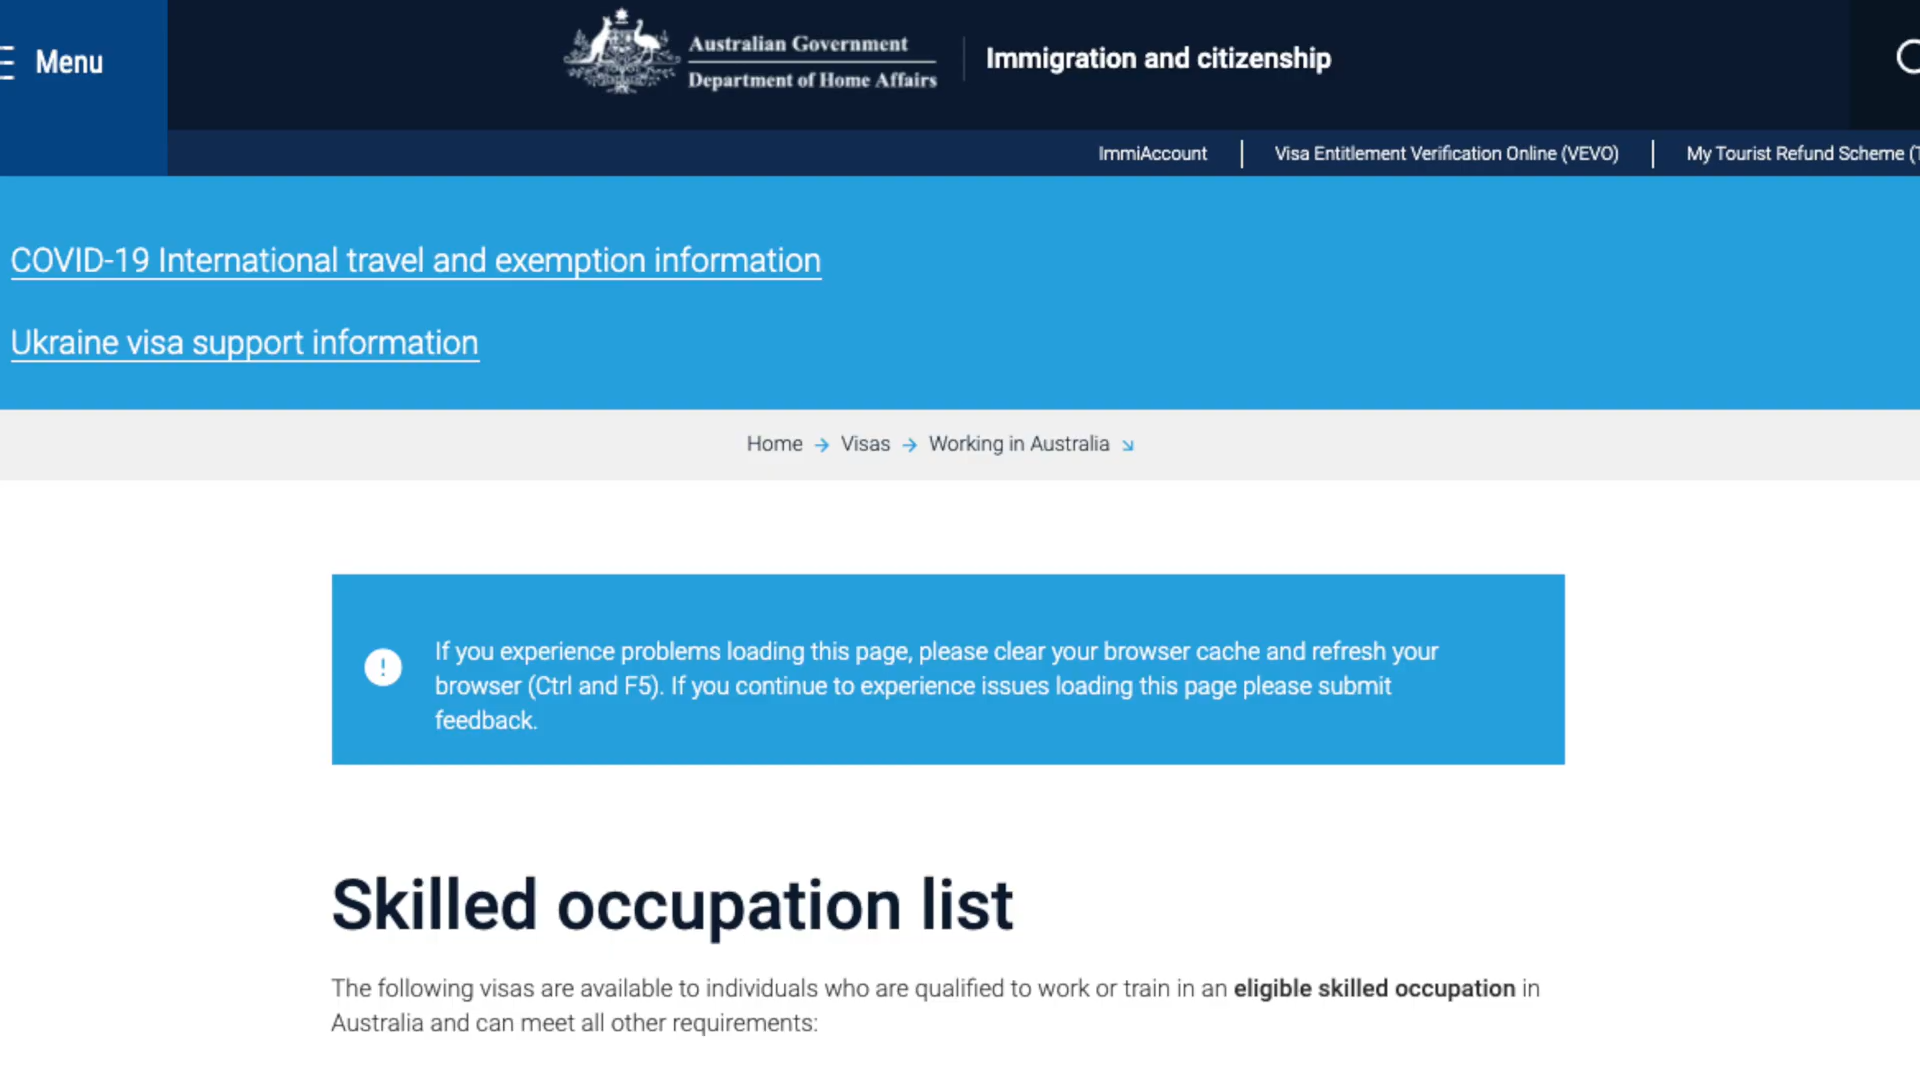 Menu
Australian Government
Department of Home Affairs
Immigration and citizenship
ImmiAccount
Visa Entitlement Verification Online (VEVO)
My Tourist Refund Scheme (
COVID-19 International travel and exemption information
Ukraine visa support information
Home → Visas → Working in Australia ↘
If you experience problems loading this page, please clear your browser cache and refresh your
browser (Ctrl and F5). If you continue to experience issues loading this page please submit
feedback.
Skilled occupation list
The following visas are available to individuals who are qualified to work or train in an eligible skilled occupation in
Australia and can meet all other requirements: